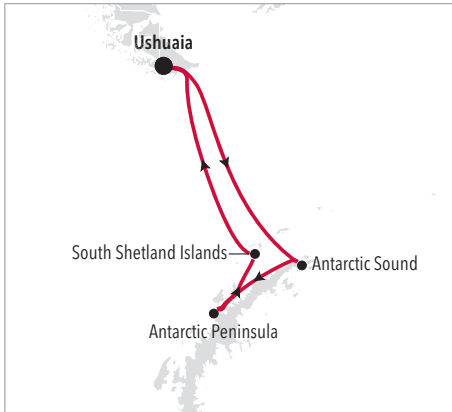 Ushuaia
South Shetland Islands
Antarctic Sound
Antarctic Peninsula